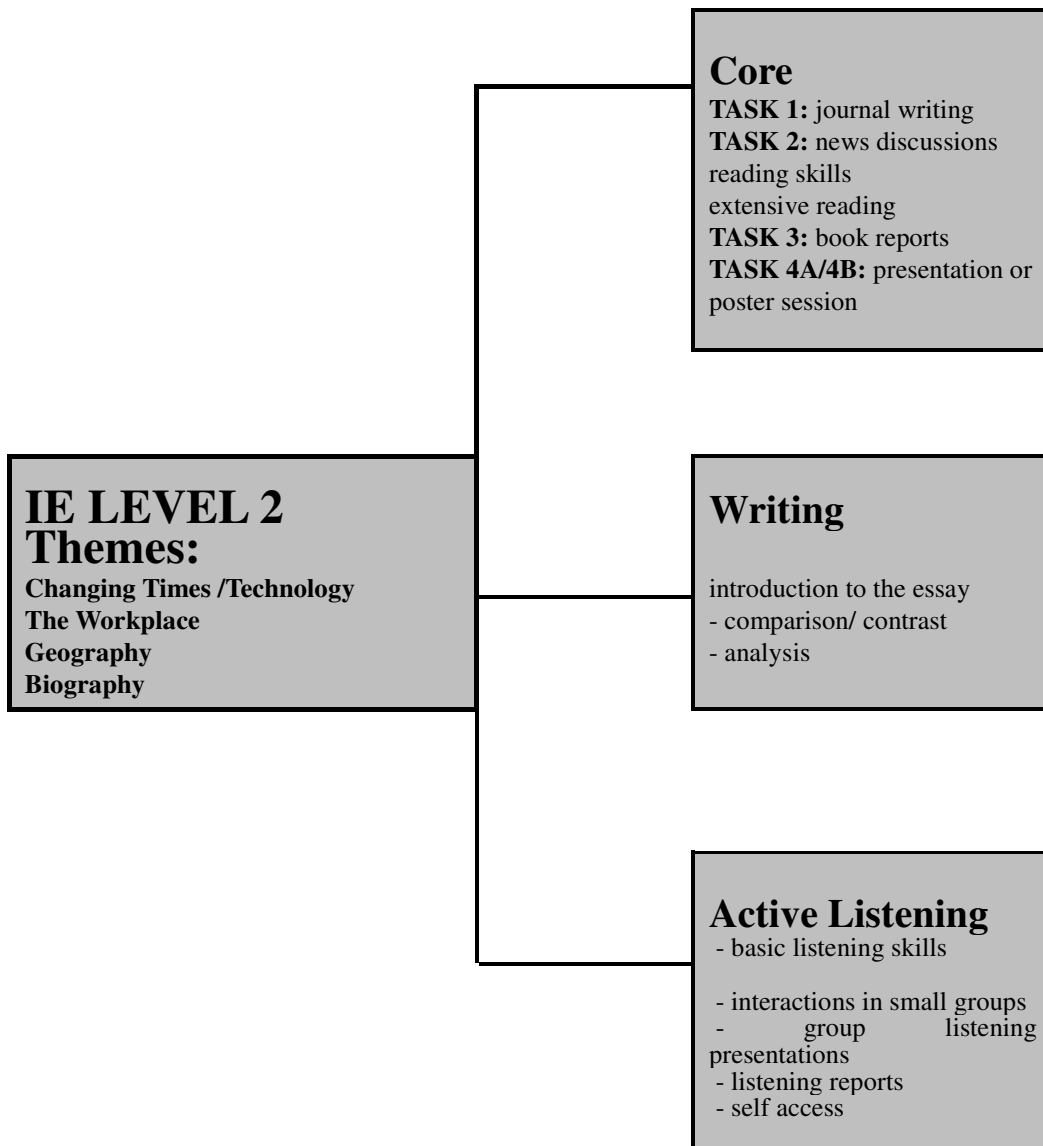 Core
TASK 1: journal writing
TASK 2: news discussions
reading skills
extensive reading
TASK 3: book reports
TASK 4A/4B: presentation or
poster session
IE LEVEL 2
Themes:
Changing Times /Technology
The Workplace
Geography
Biography
Writing
introduction to the essay
- comparison/ contrast
- analysis
Active Listening
- basic listening skills
- interactions in small groups
- group listening
presentations
- listening reports
- self access